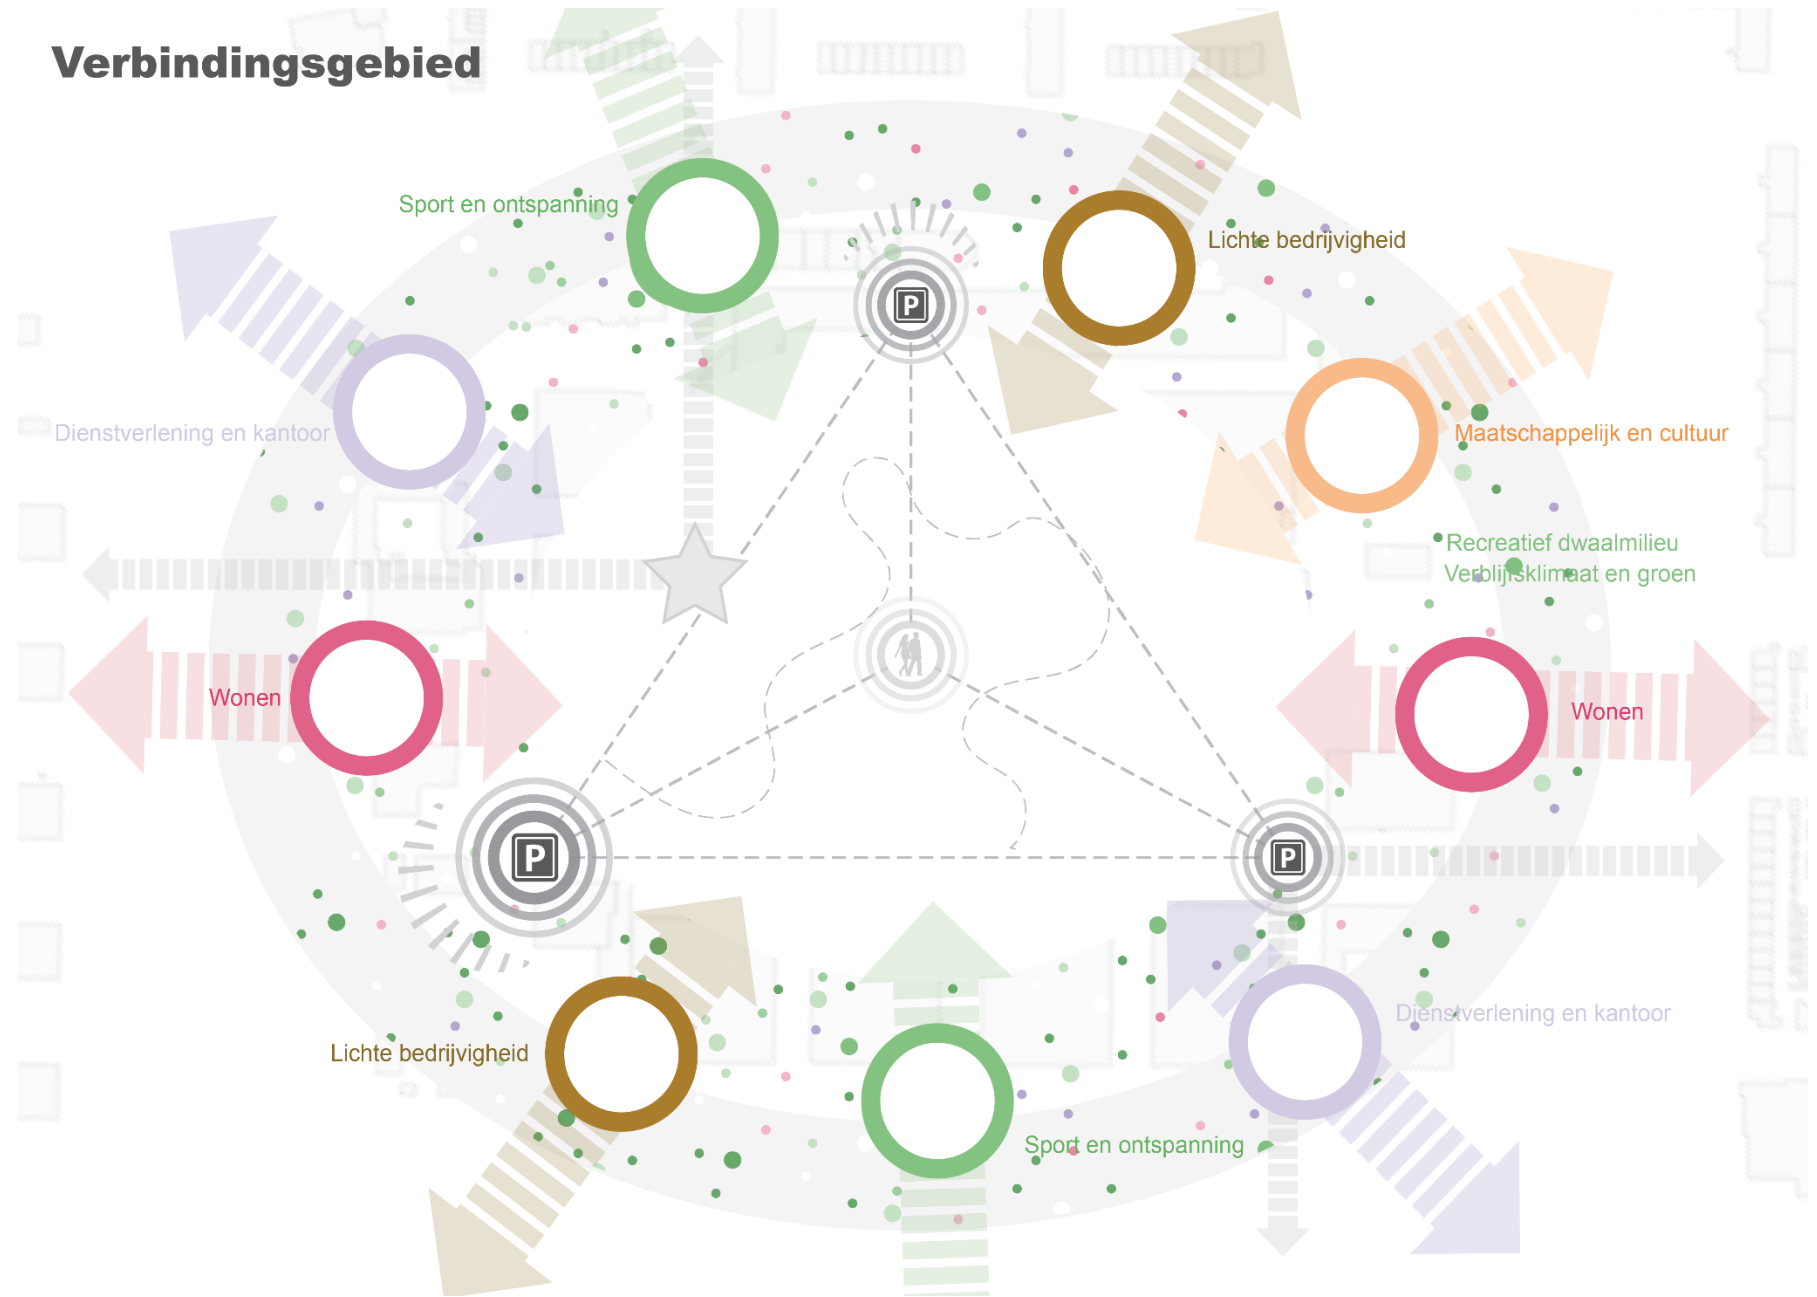 Verbindingsgebied
Sport en ontspanning
Lichte bedrijvigheid
P
Dienstverlening en kantoor
Maatschappelijk en cultuur
Recreatief dwaalmilieu
Verblijfsklimaat en groen
Wonen
Wonen
P
P
Dienstverlening en kantoor
Lichte bedrijvigheid
Sport en ontspanning